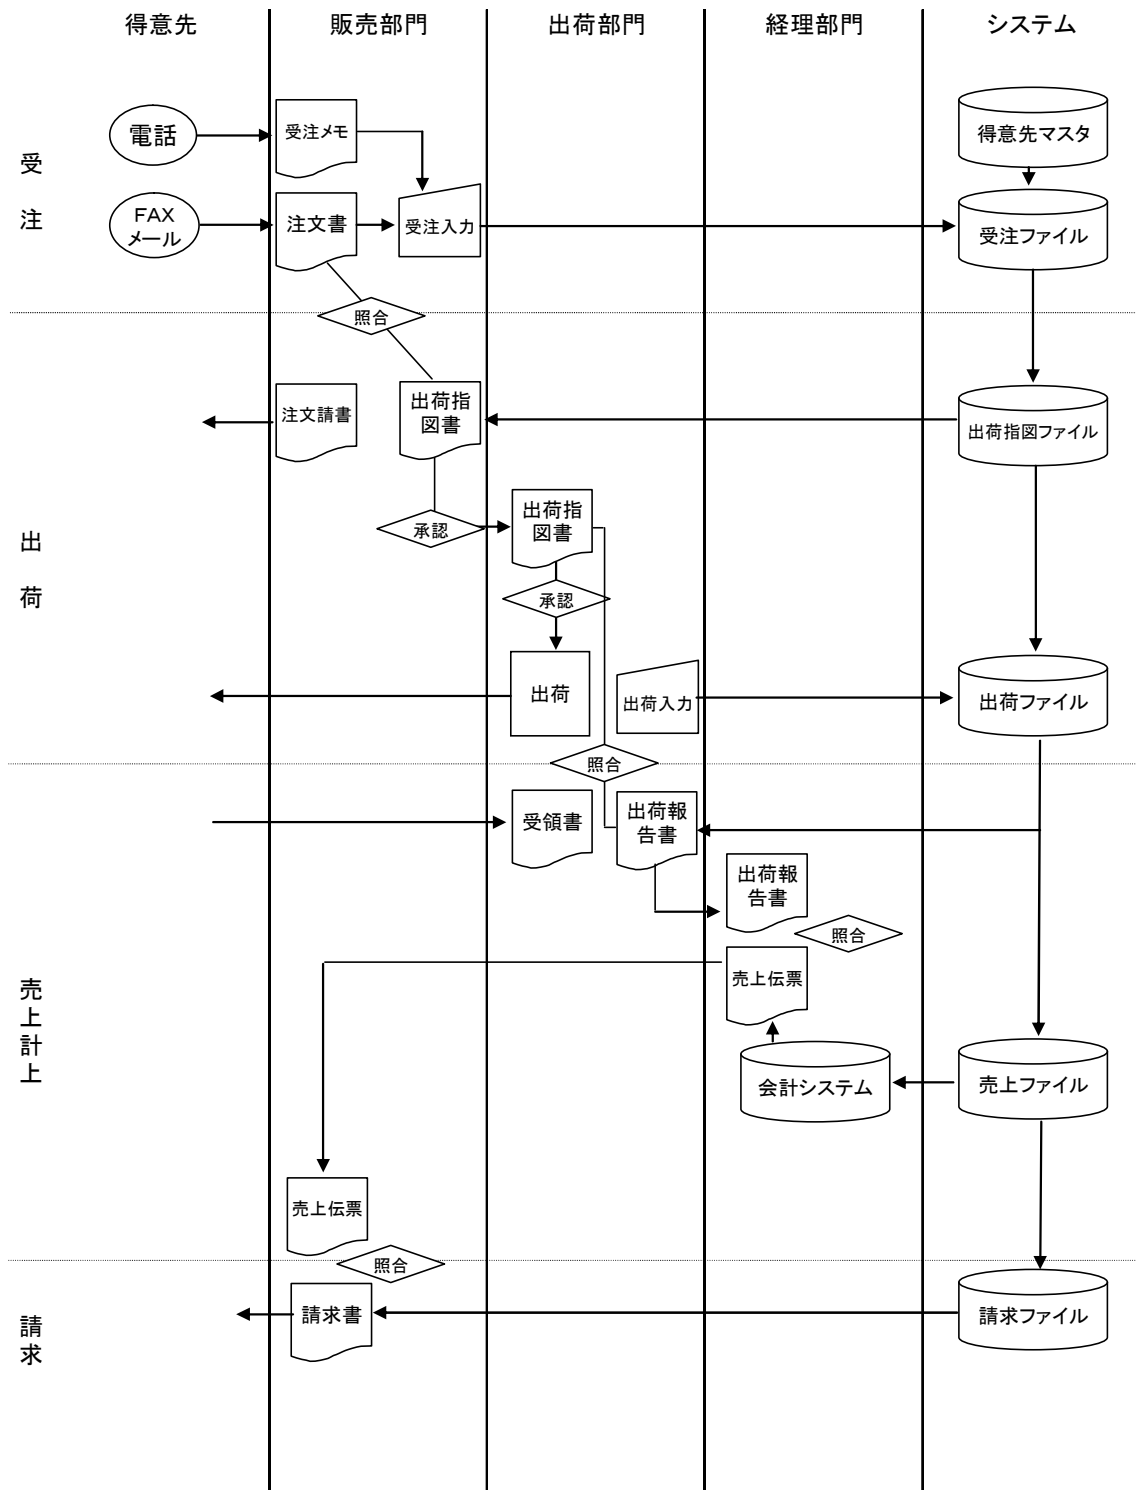 得意先
販売部門
出荷部門
経理部門
システム
受
注
電話
受注メモ
得意先マスタ
FAX
メール
注文書
受注入力
受注ファイル
照合
出
荷
注文請書
出荷指
図書
出荷指図ファイル
承認
出荷指
図書
承認
出荷
出荷入力
出荷ファイル
照合
売
上
計
上
受領書
出荷報
告書
出荷報
告書
照合
売上伝票
会計システム
売上ファイル
売上伝票
照合
請
求
請求書
請求ファイル